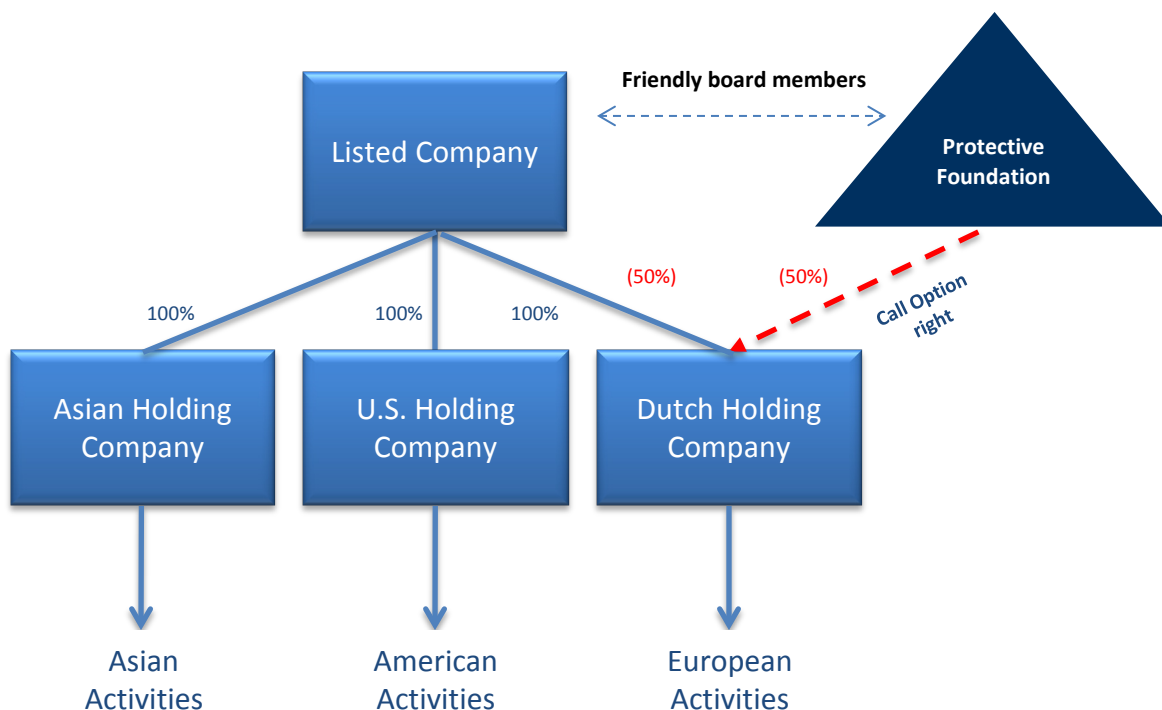 Friendly board members
Listed Company
Protective
Foundation
(50%)
(50%)
100%
100%
100%
Call Option
right
Asian Holding
Company
U.S. Holding
Company
Dutch Holding
Company
Asian
Activities
American
Activities
European
Activities